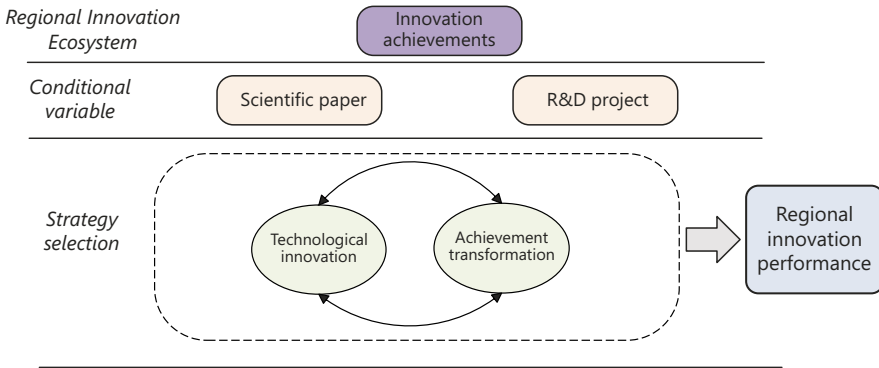 Regional Innovation
Ecosystem
Innovation
achievements
Conditional
variable
Scientific paper
R&D project
Strategy
selection
Technological
innovation
Achievement
transformation
Regional
innovation
performance